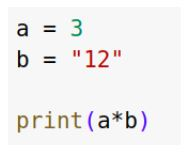 a = 3
b = "12"
print(a*b)